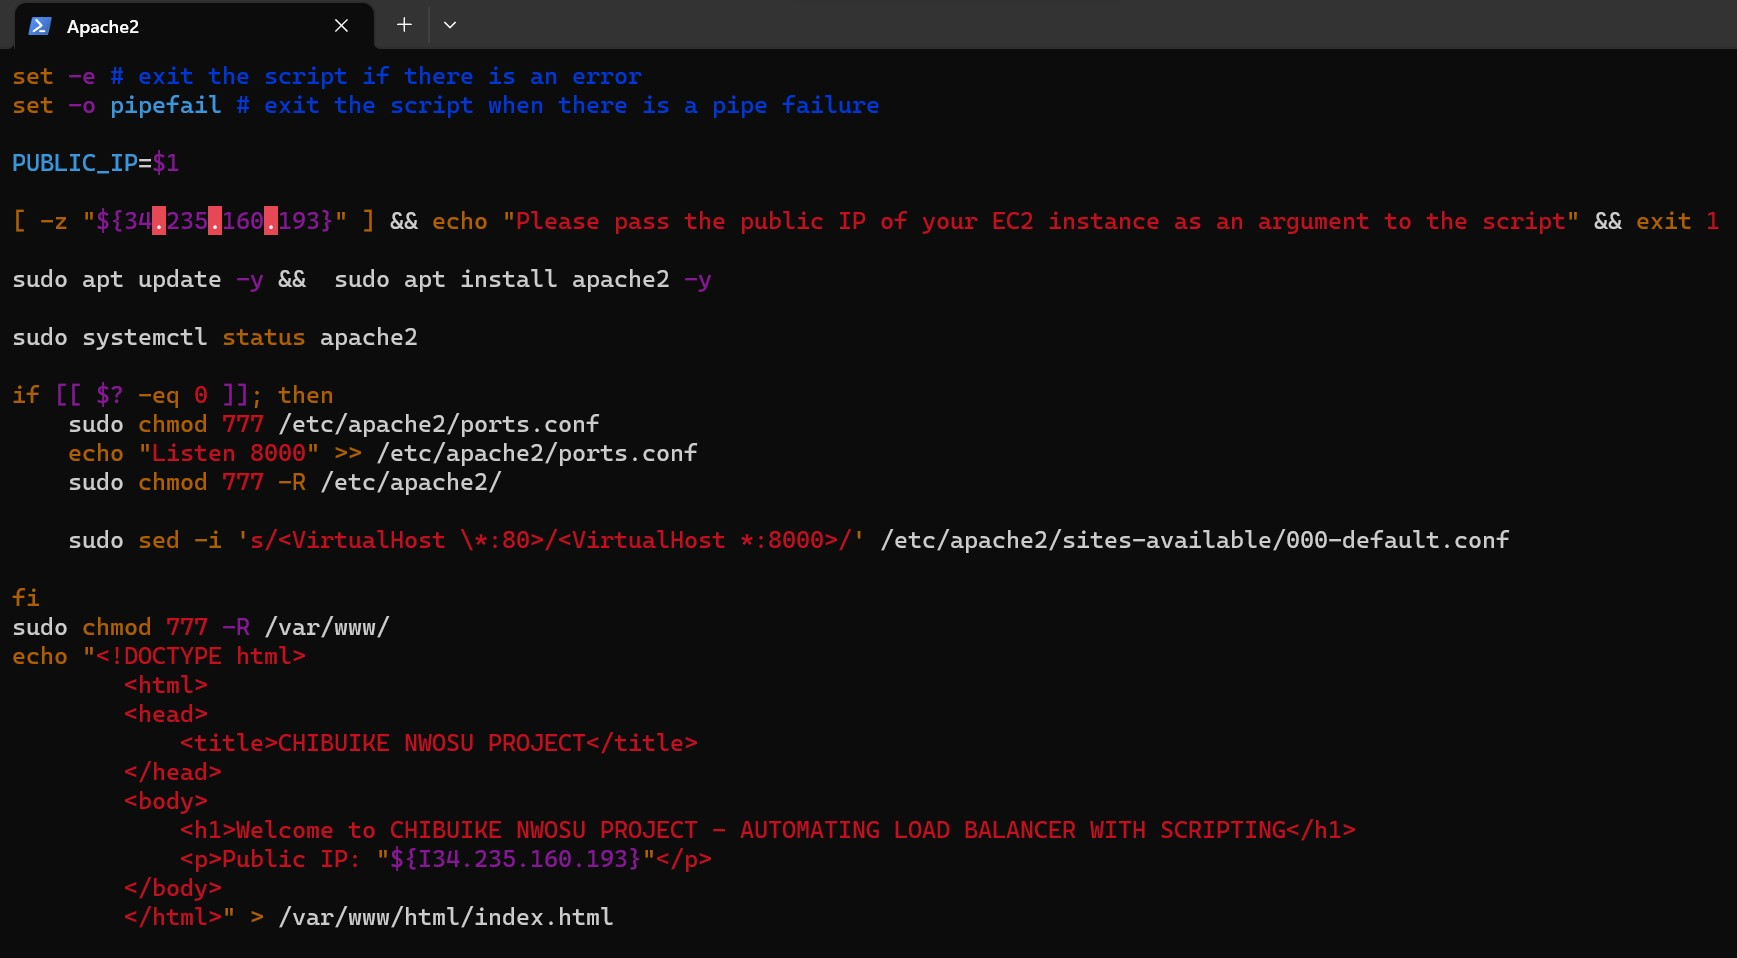 Apache2
set -e # exit the script if there is an error
set -o pipefail # exit the script when there is a pipe failure
PUBLIC_IP=$1
[ -z "${34.235.160.193}" ] && echo "Please pass the public IP of your EC2 instance as an argument to the script" && exit 1
sudo apt update -y &&  sudo apt install apache2 -y
sudo systemctl status apache2
if [[ $? -eq 0 ]]; then
    sudo chmod 777 /etc/apache2/ports.conf
    echo "Listen 8000" >> /etc/apache2/ports.conf
    sudo chmod 777 -R /etc/apache2/
    sudo sed -i 's/<VirtualHost \*:80>/<VirtualHost *:8000>/' /etc/apache2/sites-available/000-default.conf
fi
sudo chmod 777 -R /var/www/
echo "<!DOCTYPE html>
        <html>
        <head>
            <title>CHIBUIKE NWOSU PROJECT</title>
        </head>
        <body>
            <h1>Welcome to CHIBUIKE NWOSU PROJECT - AUTOMATING LOAD BALANCER WITH SCRIPTING</h1>
            <p>Public IP: "${I34.235.160.193}"</p>
        </body>
        </html>" > /var/www/html/index.html